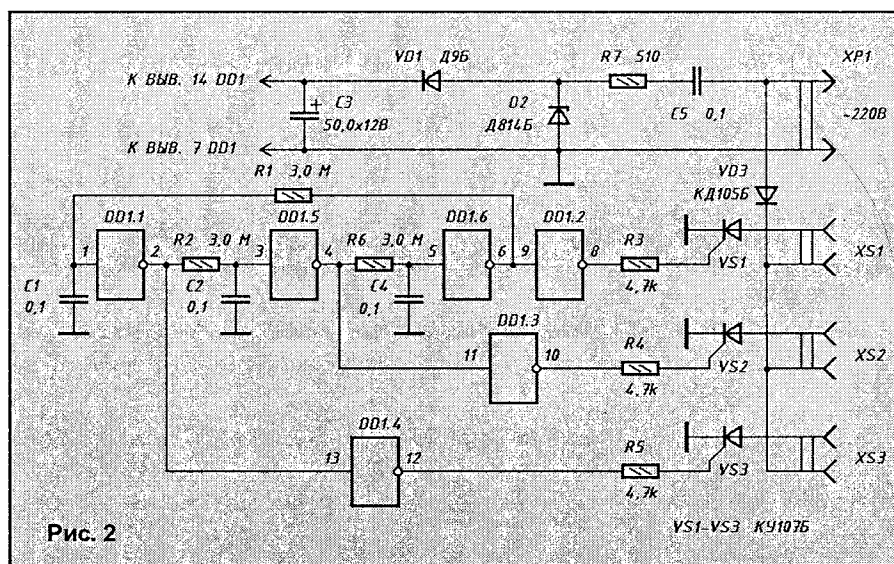 VD1 Д9Б
R7 510
XP1
К ВЫВ. 14 DD1
+ C3
50,0x12В
D2
Д814Б
C5 0,1
~220В
К ВЫВ. 7 DD1
R1 3,0 М
VD3
КД105Б
DD1.1
R2 3,0 М
DD1.5
R6 3,0 М
DD1.6
DD1.2
R3
1
2
3
4
5
6
9
8
XS1
C1
0,1
C2
0,1
C4
0,1
4,7k
VS1
DD1.3
R4
11
10
XS2
VS2
4,7k
DD1.4
13
12
R5
XS3
VS3
4,7k
Рис. 2
VS1-VS3 КУ107Б